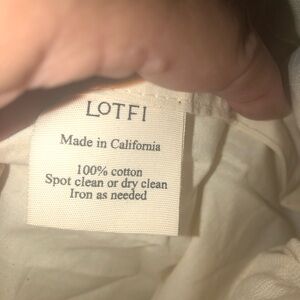 LOTFI
Made in California
100% cotton
Spot clean or dry clean
Iron as needed